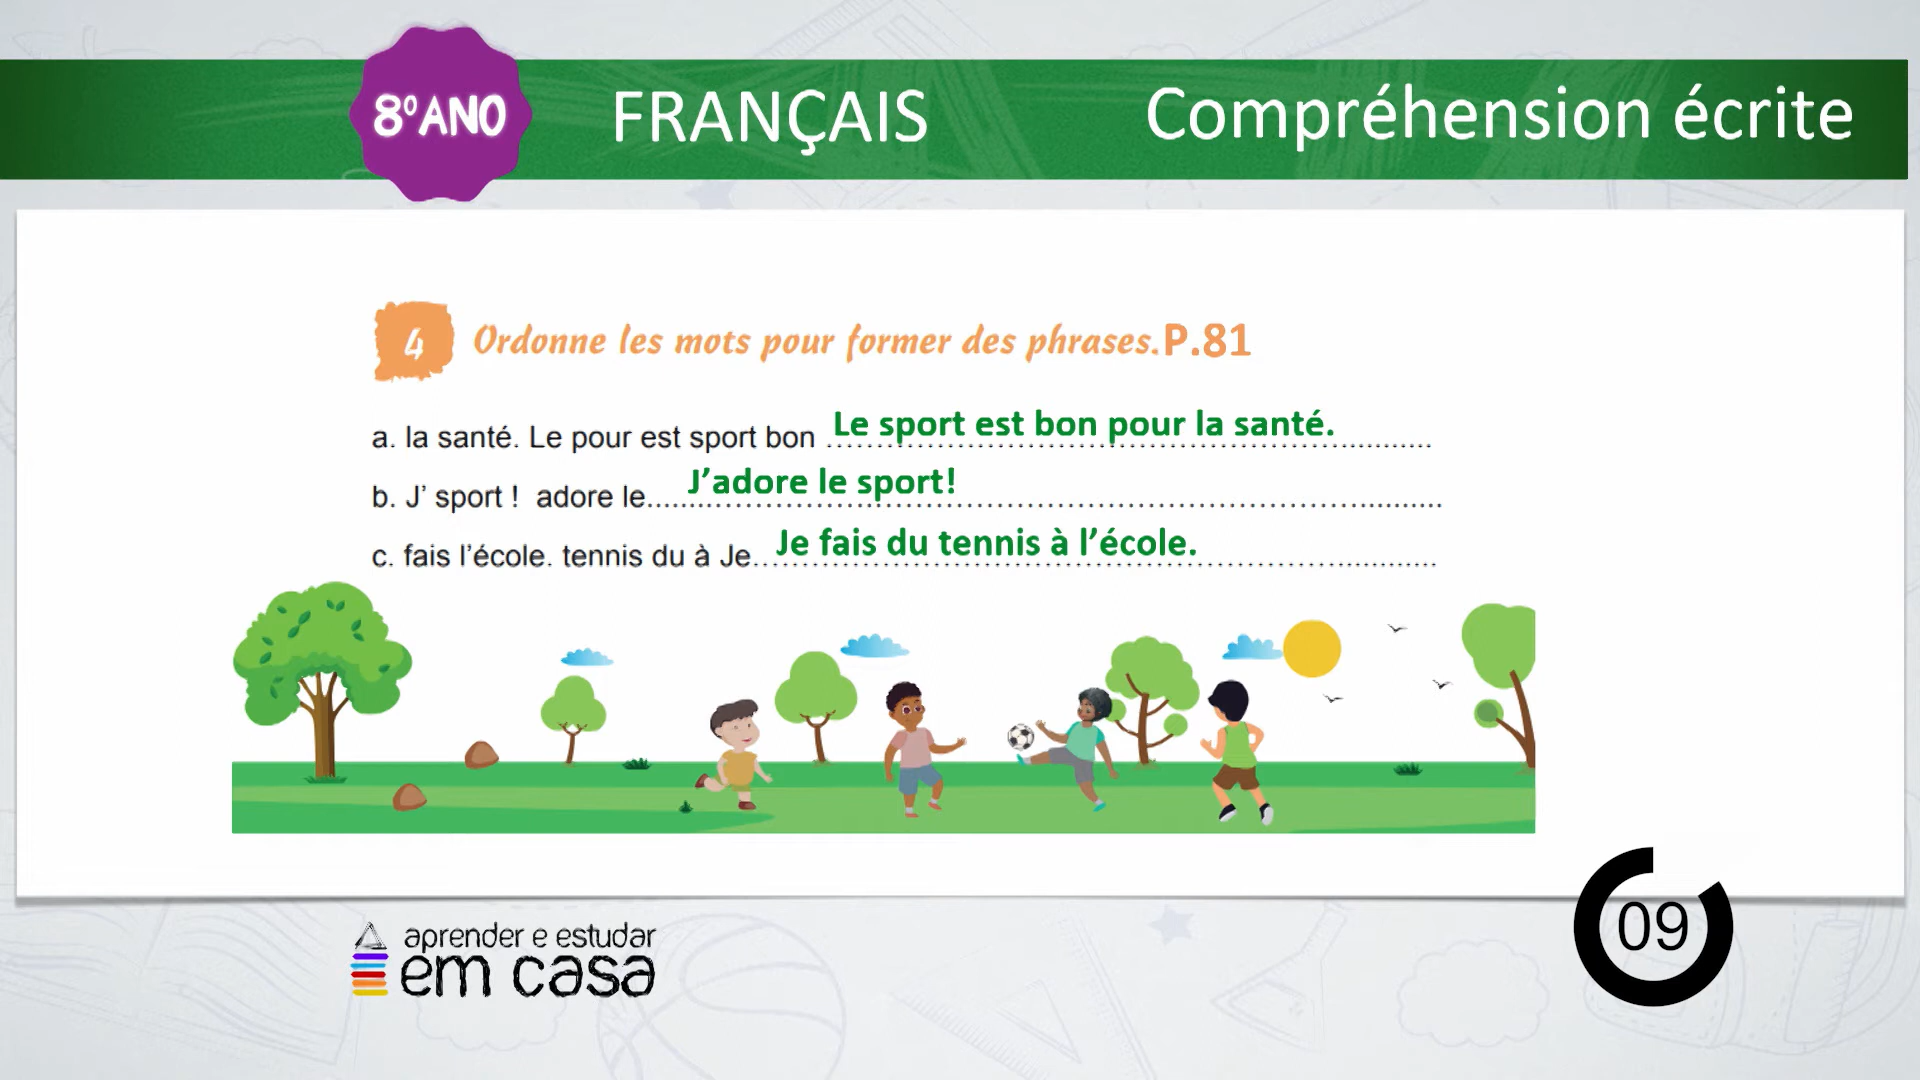 8º ANO
FRANÇAIS
Compréhension écrite
4 Ordonne les mots pour former des phrases. P.81
a. la santé. Le pour est sport bon ............ Le sport est bon pour la santé.
b. J’ sport ! adore le............ J’adore le sport!
c. fais l’école. tennis du à Je............ Je fais du tennis à l’école.
aprender e estudar
em casa
09